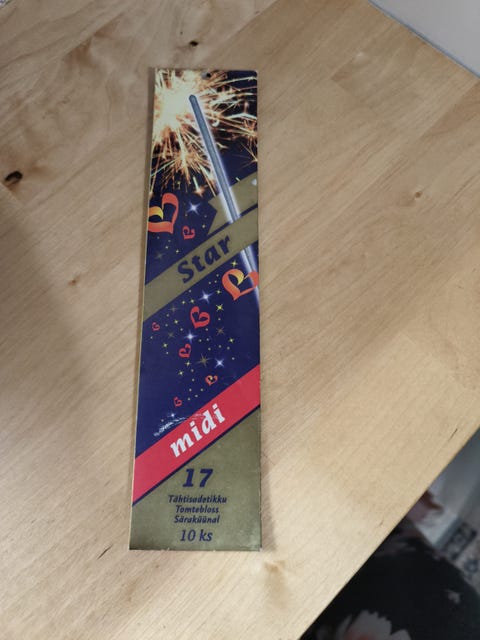 Star
midi
17
Tähtisadetikku
Tomtebloss
Säraküünal
10 ks